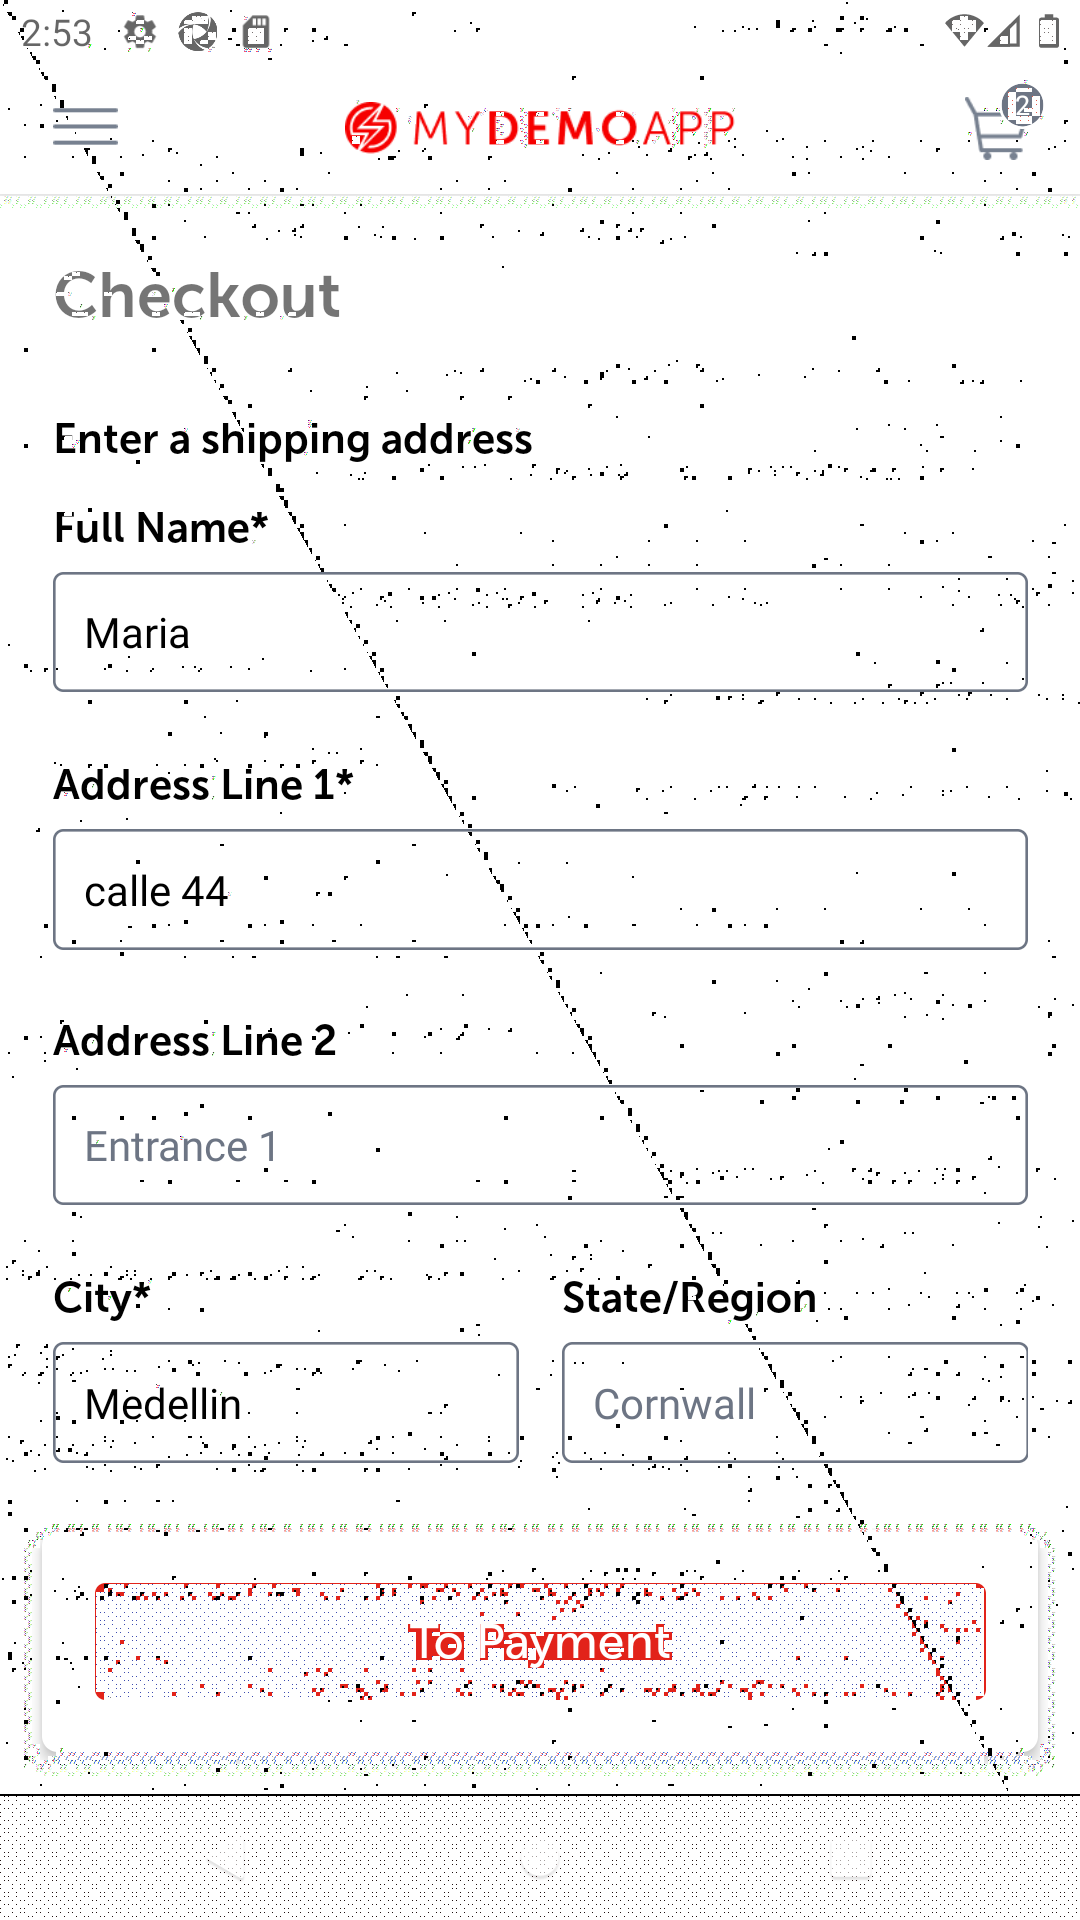 2:53
MYDEMOAPP
2
Checkout
Enter a shipping address
Full Name*
Maria
Address Line 1*
calle 44
Address Line 2
Entrance 1
City*
State/Region
Medellin
Cornwall
To Payment